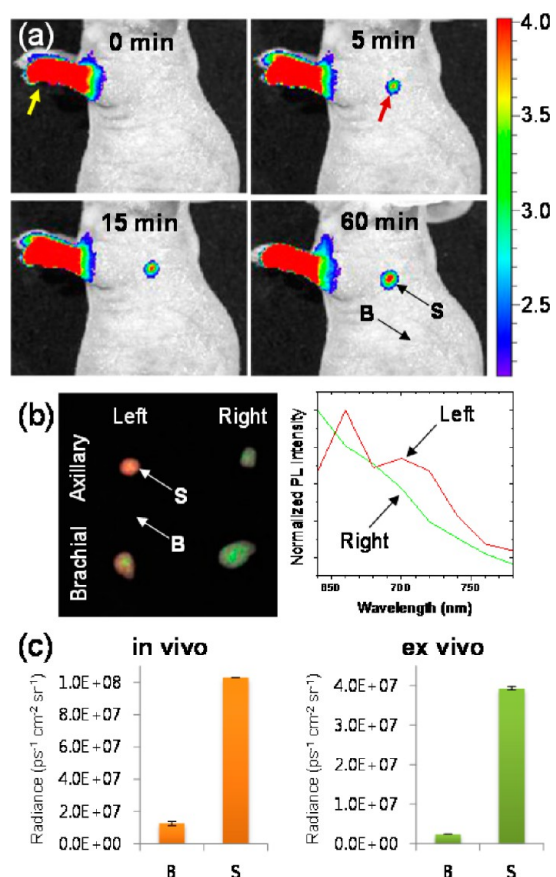 (a)
0 min
5 min
15 min
60 min
B
S
4.0
3.5
3.0
2.5
(b)
Left
Right
Axillary
Brachial
S
B
Normalized PL Intensity
Left
Right
650
700
750
Wavelength (nm)
(c)
in vivo
Radiance (ps⁻¹ cm⁻² sr⁻¹)
1.0E+08
8.0E+07
6.0E+07
4.0E+07
2.0E+07
0.0E+00
B
S
ex vivo
Radiance (ps⁻¹ cm⁻² sr⁻¹)
4.0E+07
3.0E+07
2.0E+07
1.0E+07
0.0E+00
B
S